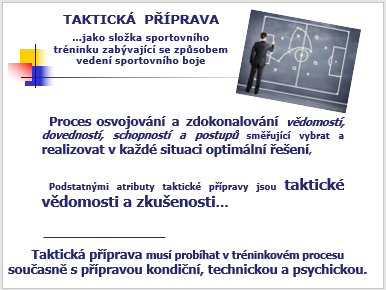 TAKTICKÁ PŘÍPRAVA
...jako složka sportovního
tréninku zabývající se způsobem
vedení sportovního boje
Proces osvojování a zdokonalování vědomostí,
dovedností, schopností a postupů směřující vybrat a
realizovat v každé situaci optimální řešení,
Podstatnými atributy taktické přípravy jsou taktické
vědomosti a zkušenosti...
Taktická příprava musí probíhat v tréninkovém procesu
současně s přípravou kondiční, technickou a psychickou.